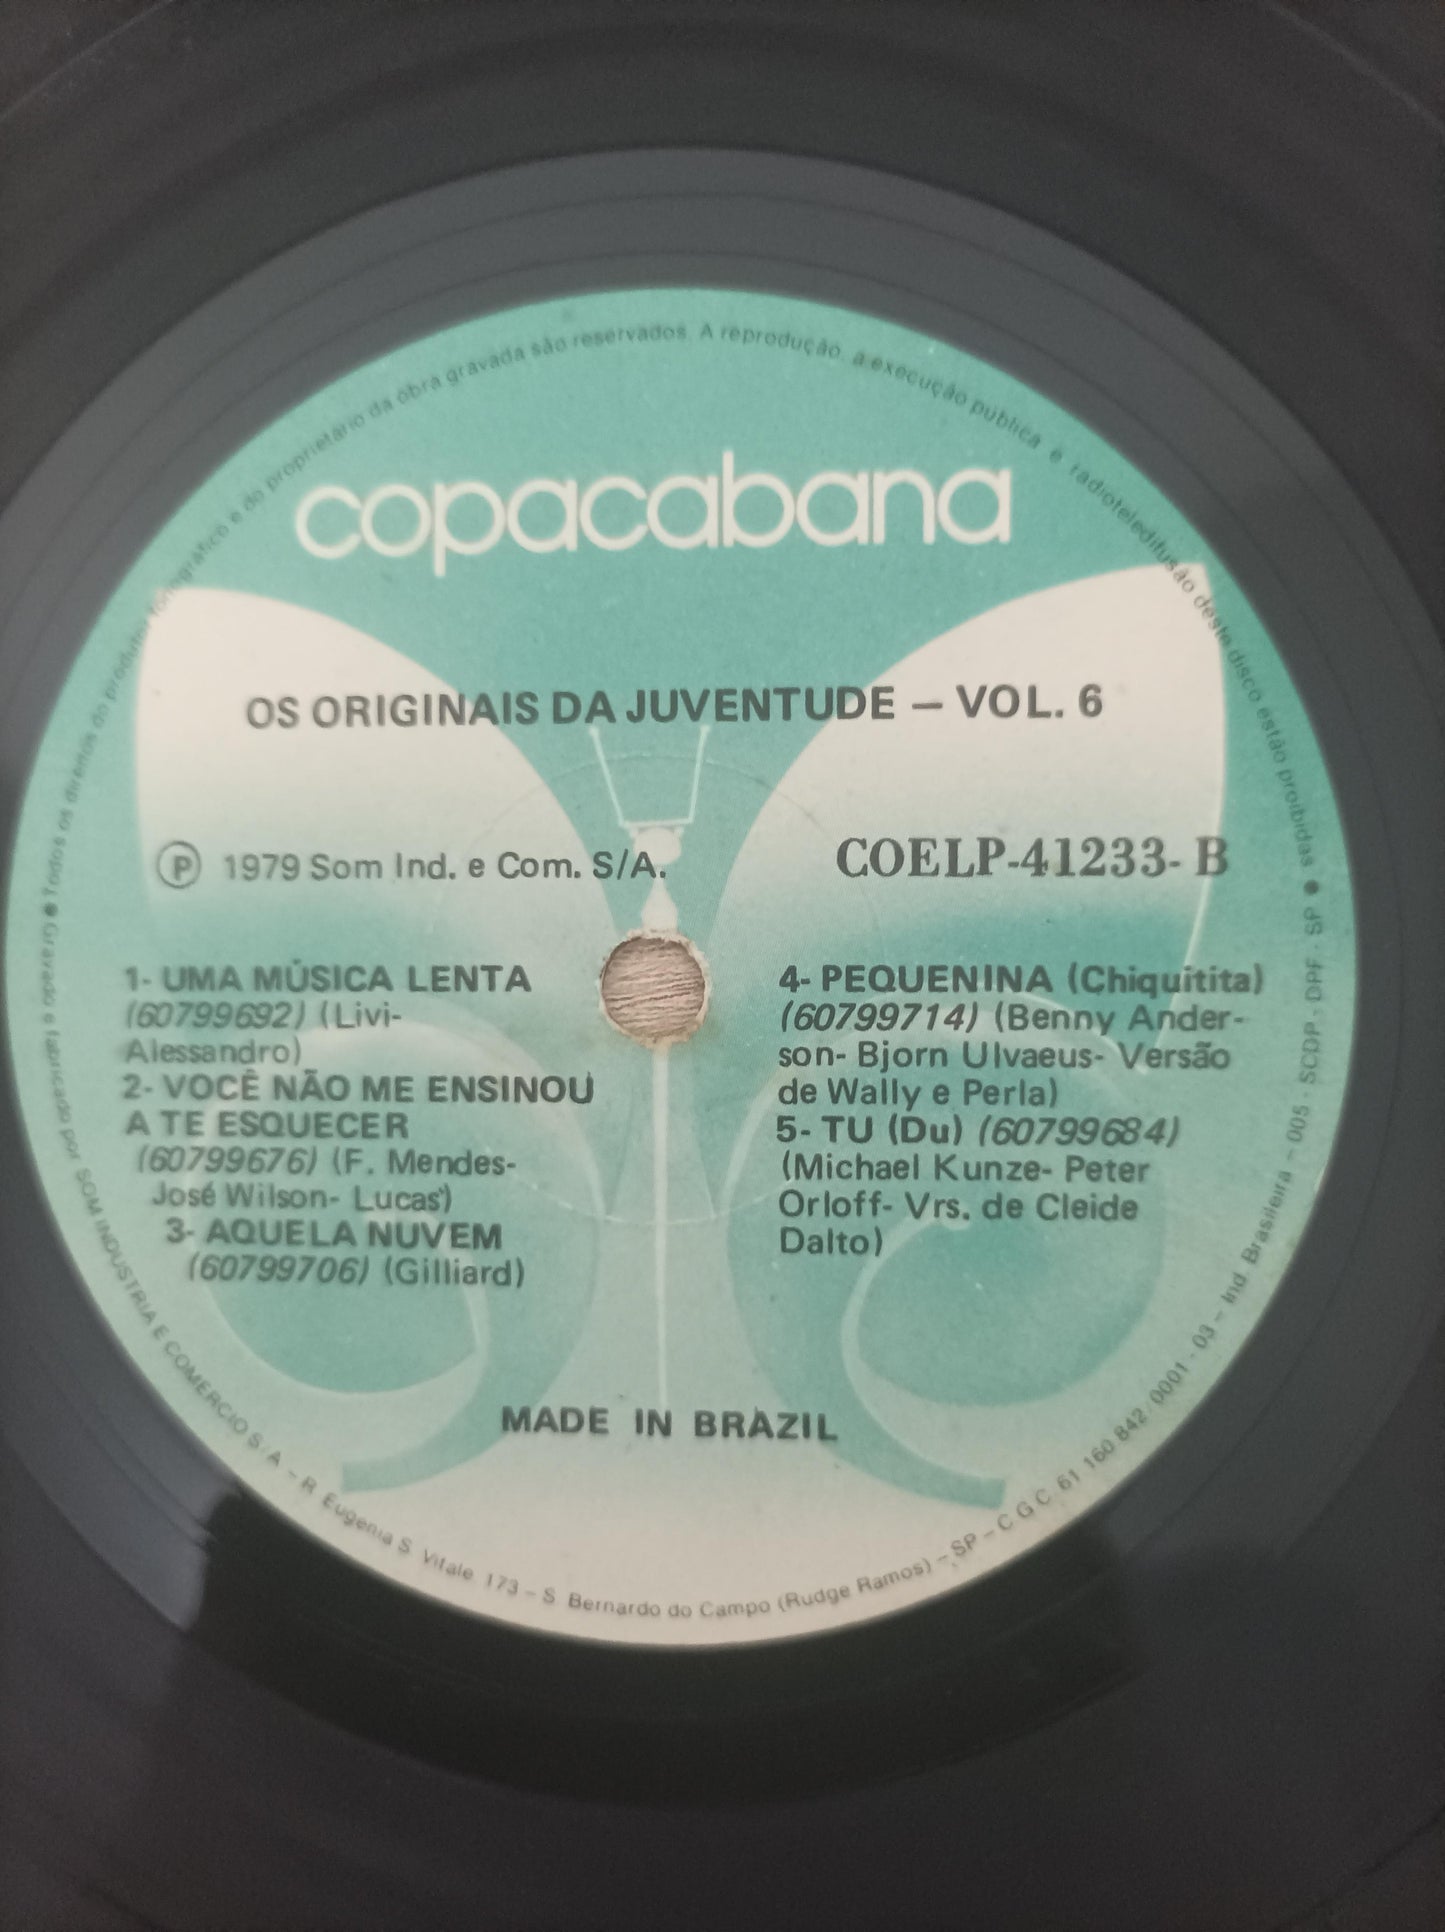 copacabana
OS ORIGINAIS DA JUVENTUDE – VOL. 6
Ⓟ 1979 Som Ind. e Com. S/A.
COELP-41233- B
1- UMA MÚSICA LENTA
(60799692) (Livi-
Alessandro)
2- VOCÊ NÃO ME ENSINOU
A TE ESQUECER
(60799676) (F. Mendes-
José Wilson- Lucas)
3- AQUELA NUVEM
(60799706) (Gilliard)
4- PEQUENINA (Chiquitita)
(60799714) (Benny Ander-
son- Bjorn Ulvaeus- Versão
de Wally e Perla)
5- TU (Du) (60799684)
(Michael Kunze- Peter
Orloff- Vrs. de Cleide
Dalto)
MADE IN BRAZIL
● Todos os direitos do produtor fonográfico e do proprietário da obra gravada são reservados. A reprodução, a execução pública e radioteledifusão deste disco estão proibidas ●
● Gravado e fabricado por SOM INDUSTRIA E COMERCIO S/A – R Eugenia S Vitale 173 – S Bernardo do Campo (Rudge Ramos) – SP – C G C 61 160 842/0001 - 03 – Ind Brasileira – 005 - SCDP - DPF - SP